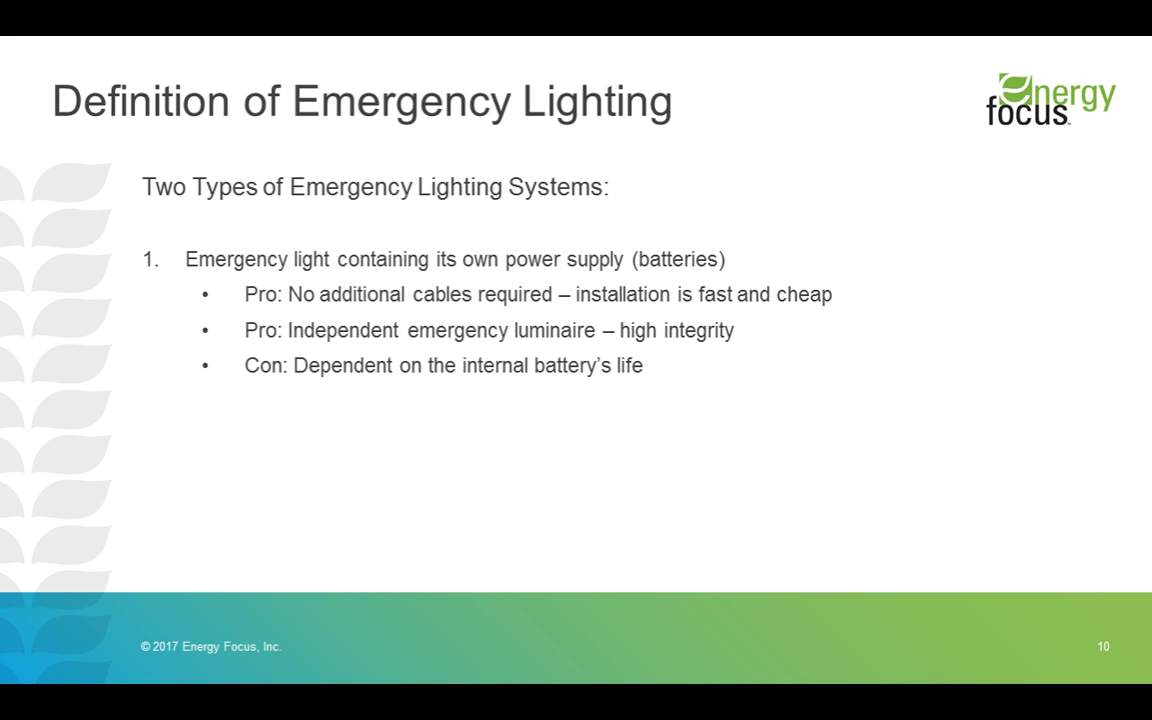 Definition of Emergency Lighting
Energy
focus™
Two Types of Emergency Lighting Systems:
1. Emergency light containing its own power supply (batteries)
• Pro: No additional cables required – installation is fast and cheap
• Pro: Independent emergency luminaire – high integrity
• Con: Dependent on the internal battery’s life
© 2017 Energy Focus, Inc.
10